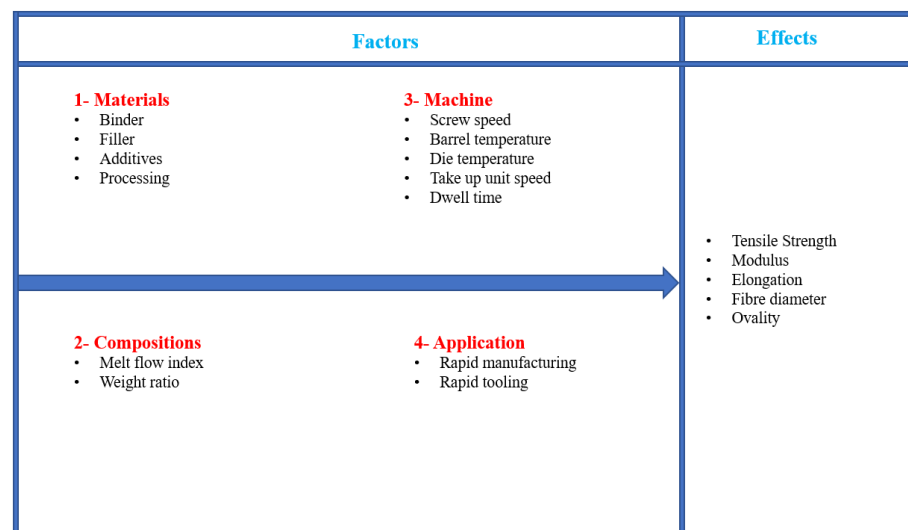 Factors
Effects
1- Materials
• Binder
• Filler
• Additives
• Processing
3- Machine
• Screw speed
• Barrel temperature
• Die temperature
• Take up unit speed
• Dwell time
2- Compositions
• Melt flow index
• Weight ratio
4- Application
• Rapid manufacturing
• Rapid tooling
• Tensile Strength
• Modulus
• Elongation
• Fibre diameter
• Ovality